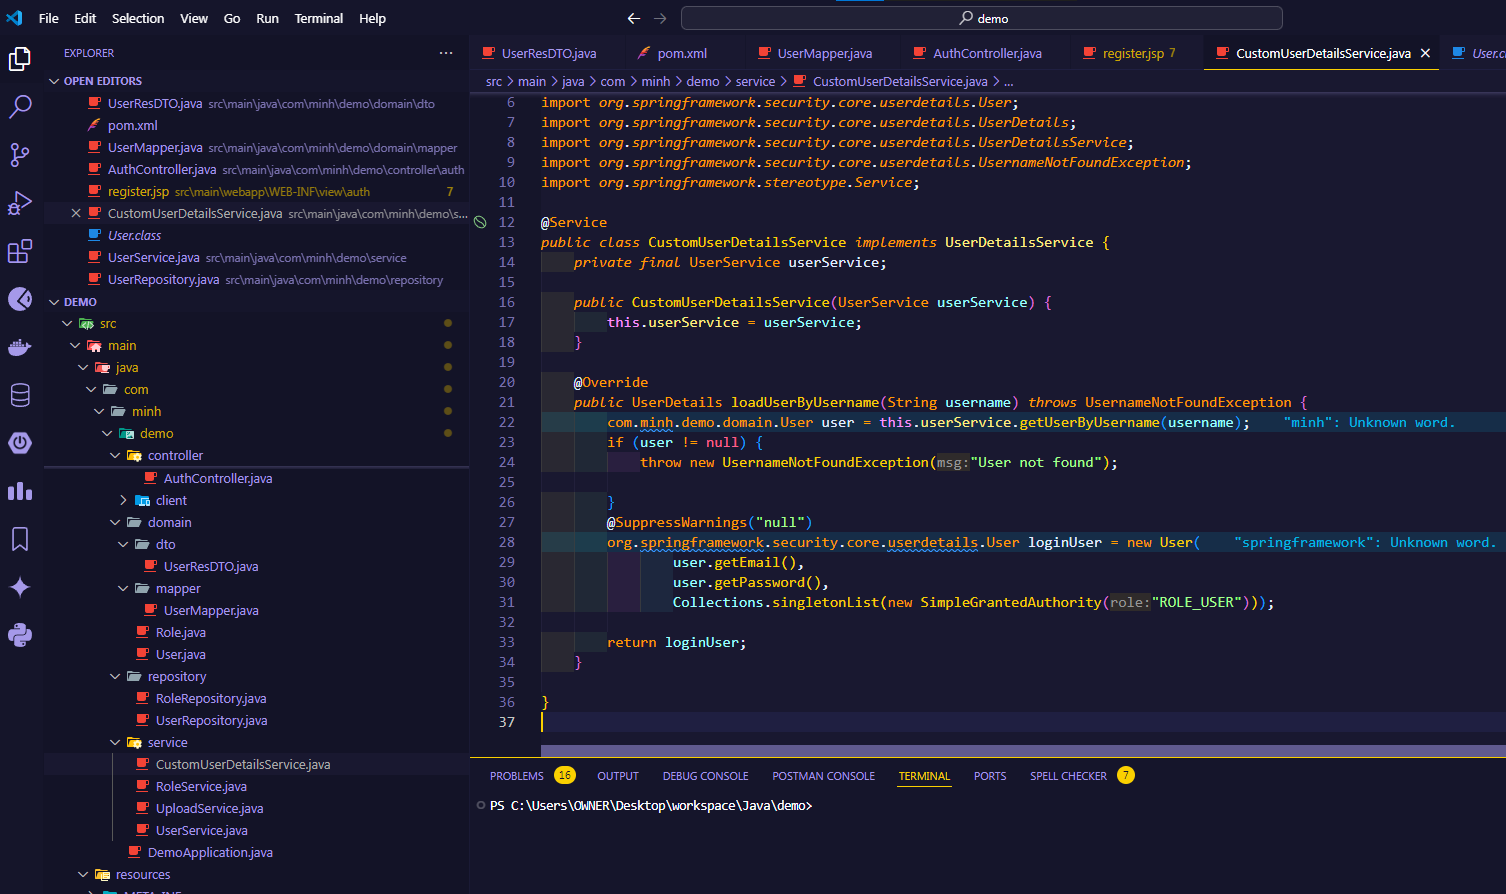 File Edit Selection View Go Run Terminal Help
demo
EXPLORER
OPEN EDITORS
UserResDTO.java src\main\java\com\minh\demo\domain\dto
pom.xml
UserMapper.java src\main\java\com\minh\demo\domain\mapper
AuthController.java src\main\java\com\minh\demo\controller\auth
register.jsp src\main\webapp\WEB-INF\view\auth 7
CustomUserDetailsService.java src\main\java\com\minh\demo\s...
User.class
UserService.java src\main\java\com\minh\demo\service
UserRepository.java src\main\java\com\minh\demo\repository
DEMO
src
main
java
com
minh
demo
controller
AuthController.java
client
domain
dto
UserResDTO.java
mapper
UserMapper.java
Role.java
User.java
repository
RoleRepository.java
UserRepository.java
service
CustomUserDetailsService.java
RoleService.java
UploadService.java
UserService.java
DemoApplication.java
resources
META-INF
UserResDTO.java pom.xml UserMapper.java AuthController.java register.jsp 7 CustomUserDetailsService.java User.c
src > main > java > com > minh > demo > service > CustomUserDetailsService.java > ...
6 import org.springframework.security.core.userdetails.User;
7 import org.springframework.security.core.userdetails.UserDetails;
8 import org.springframework.security.core.userdetails.UserDetailsService;
9 import org.springframework.security.core.userdetails.UsernameNotFoundException;
10 import org.springframework.stereotype.Service;
11
12 @Service
13 public class CustomUserDetailsService implements UserDetailsService {
14 private final UserService userService;
15
16 public CustomUserDetailsService(UserService userService) {
17 this.userService = userService;
18 }
19
20 @Override
21 public UserDetails loadUserByUsername(String username) throws UsernameNotFoundException {
22 com.minh.demo.domain.User user = this.userService.getUserByUsername(username); "minh": Unknown word.
23 if (user != null) {
24 throw new UsernameNotFoundException(msg:"User not found");
25
26 }
27 @SuppressWarnings("null")
28 org.springframework.security.core.userdetails.User loginUser = new User( "springframework": Unknown word.
29 user.getEmail(),
30 user.getPassword(),
31 Collections.singletonList(new SimpleGrantedAuthority(role:"ROLE_USER")));
32
33 return loginUser;
34 }
35
36 }
37
PROBLEMS 16 OUTPUT DEBUG CONSOLE POSTMAN CONSOLE TERMINAL PORTS SPELL CHECKER 7
PS C:\Users\OWNER\Desktop\workspace\Java\demo>